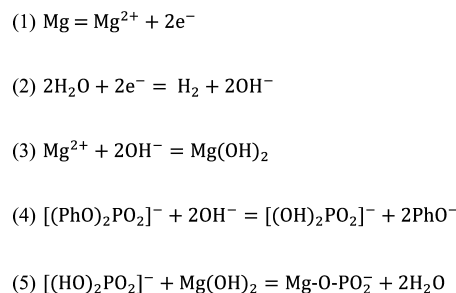 (1) Mg = Mg²⁺ + 2e⁻
(2) 2H₂O + 2e⁻ = H₂ + 2OH⁻
(3) Mg²⁺ + 2OH⁻ = Mg(OH)₂
(4) [(PhO)₂PO₂]⁻ + 2OH⁻ = [(OH)₂PO₂]⁻ + 2PhO⁻
(5) [(HO)₂PO₂]⁻ + Mg(OH)₂ = Mg-O-PO₂⁻ + 2H₂O